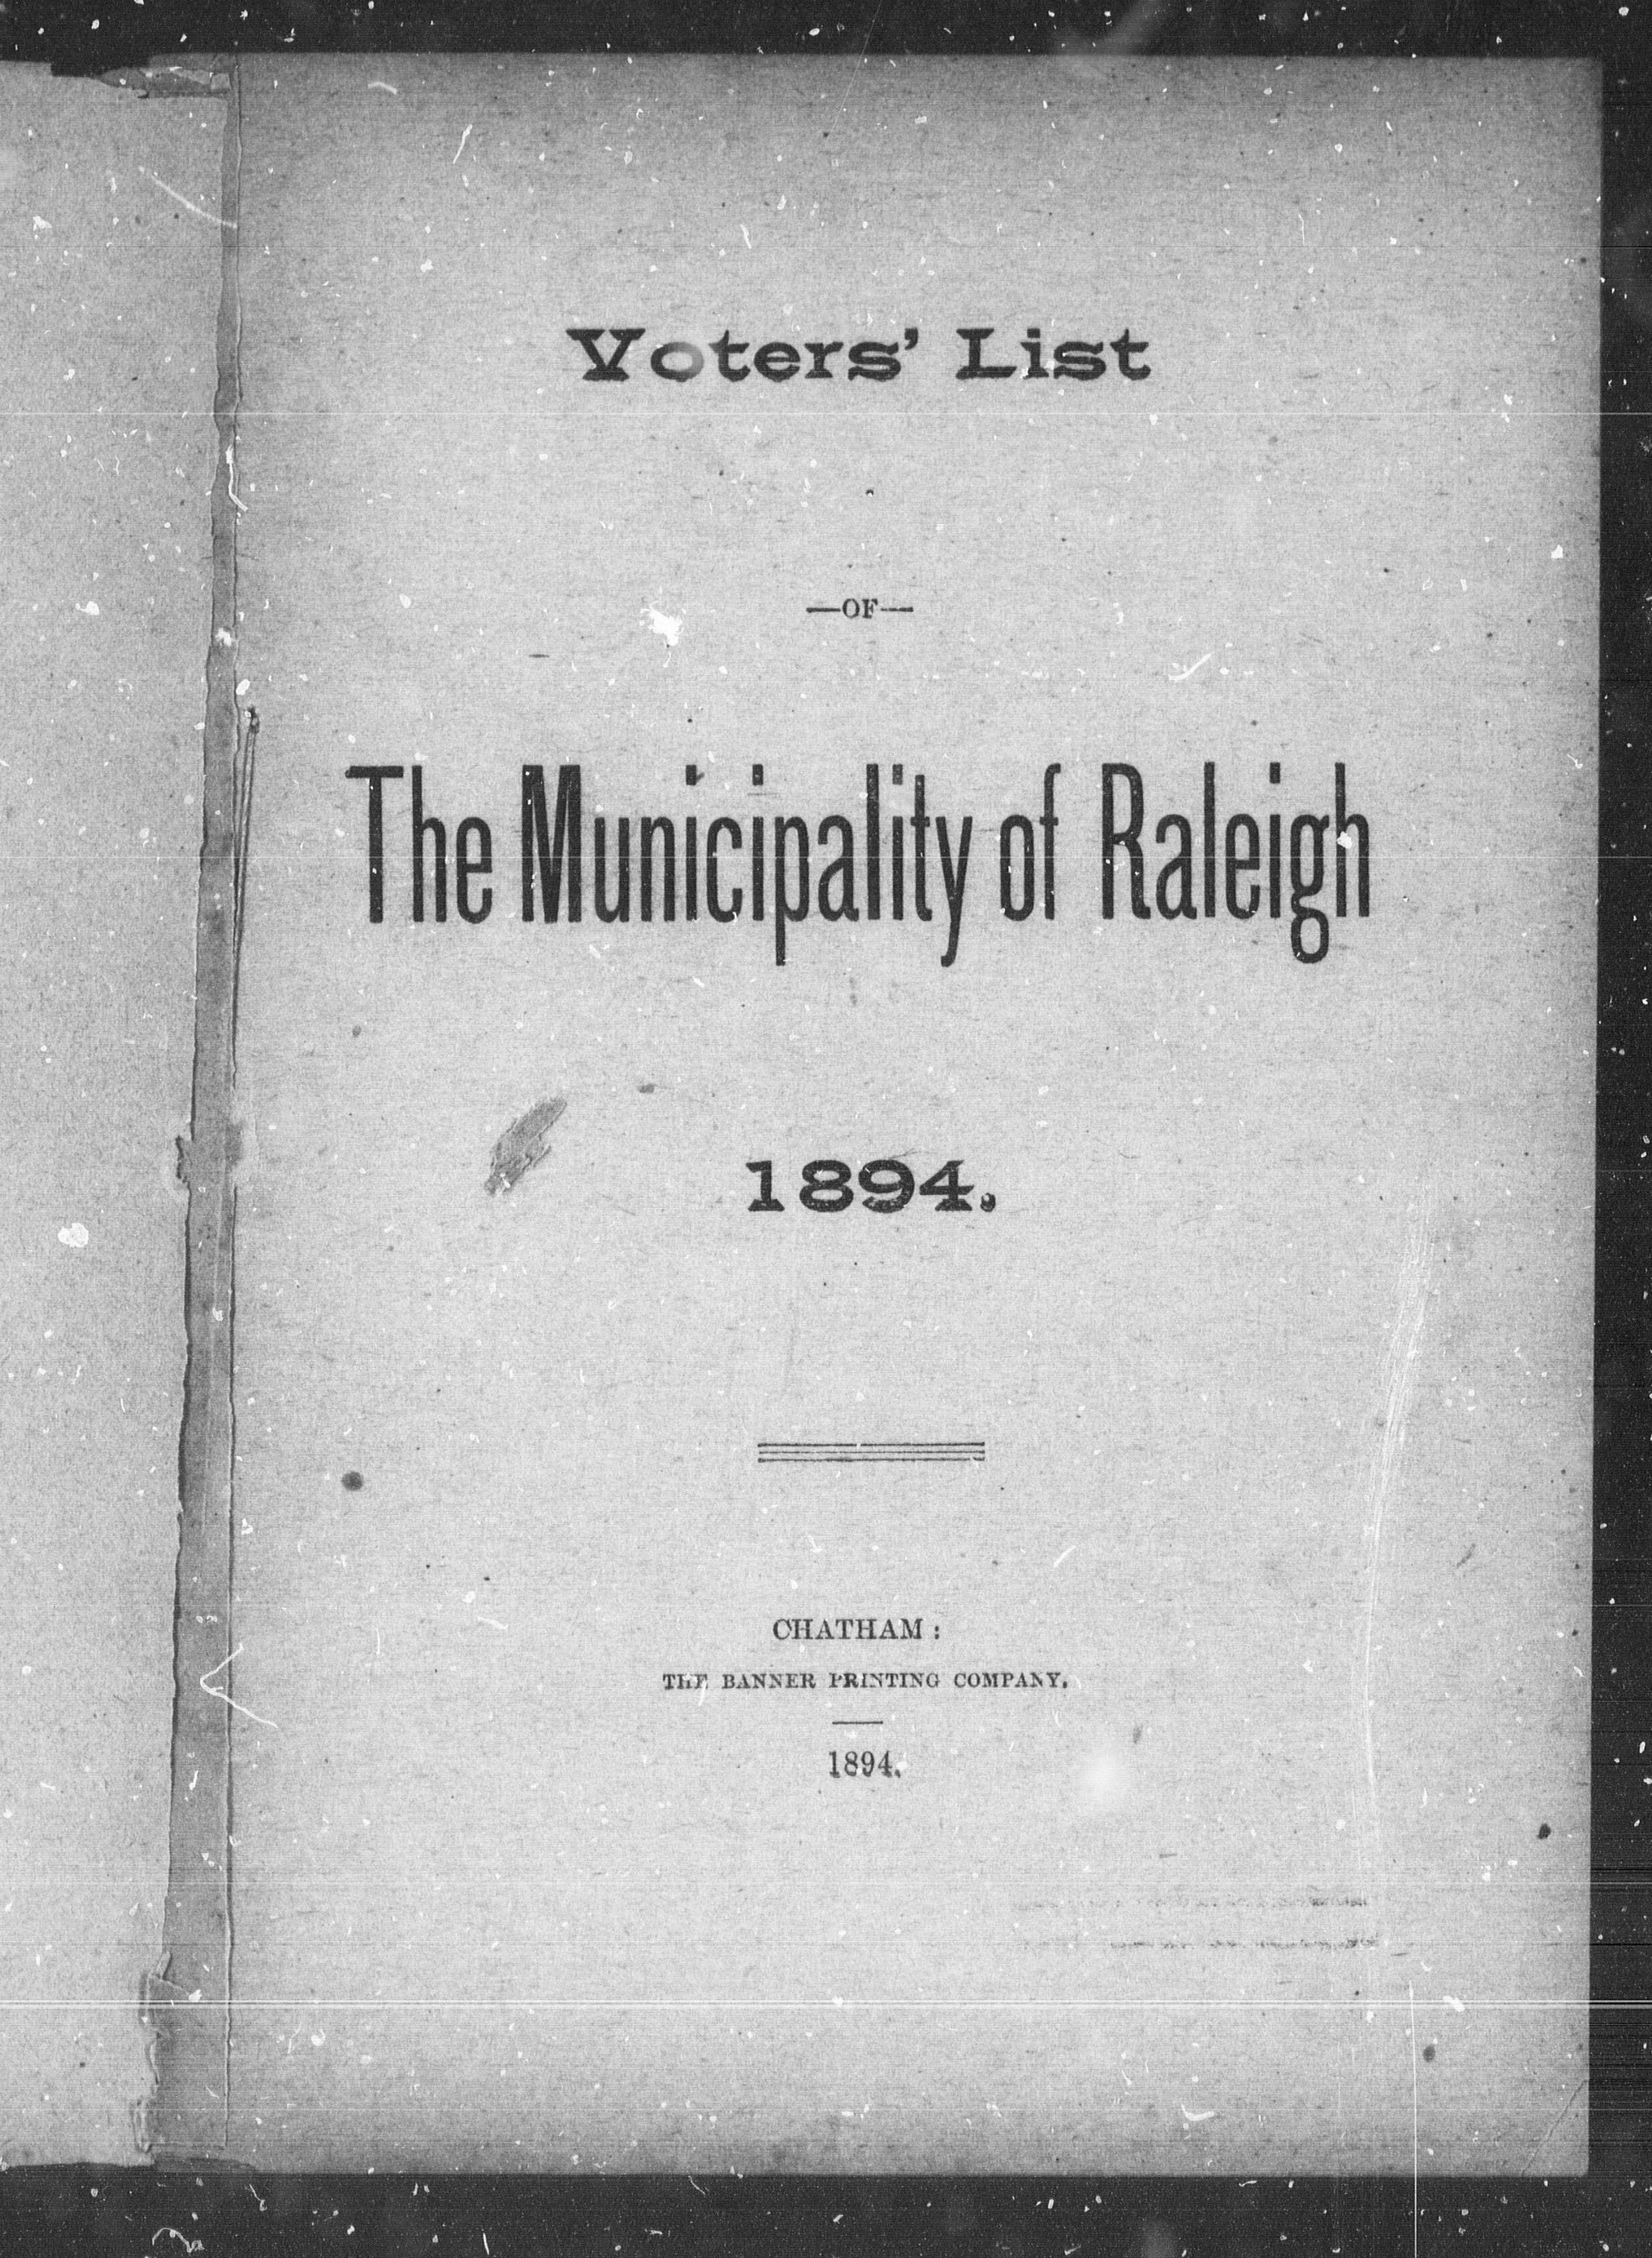 Voters' List
—OF—
The Municipality of Raleigh
1894.
CHATHAM :
THE BANNER PRINTING COMPANY.
1894.